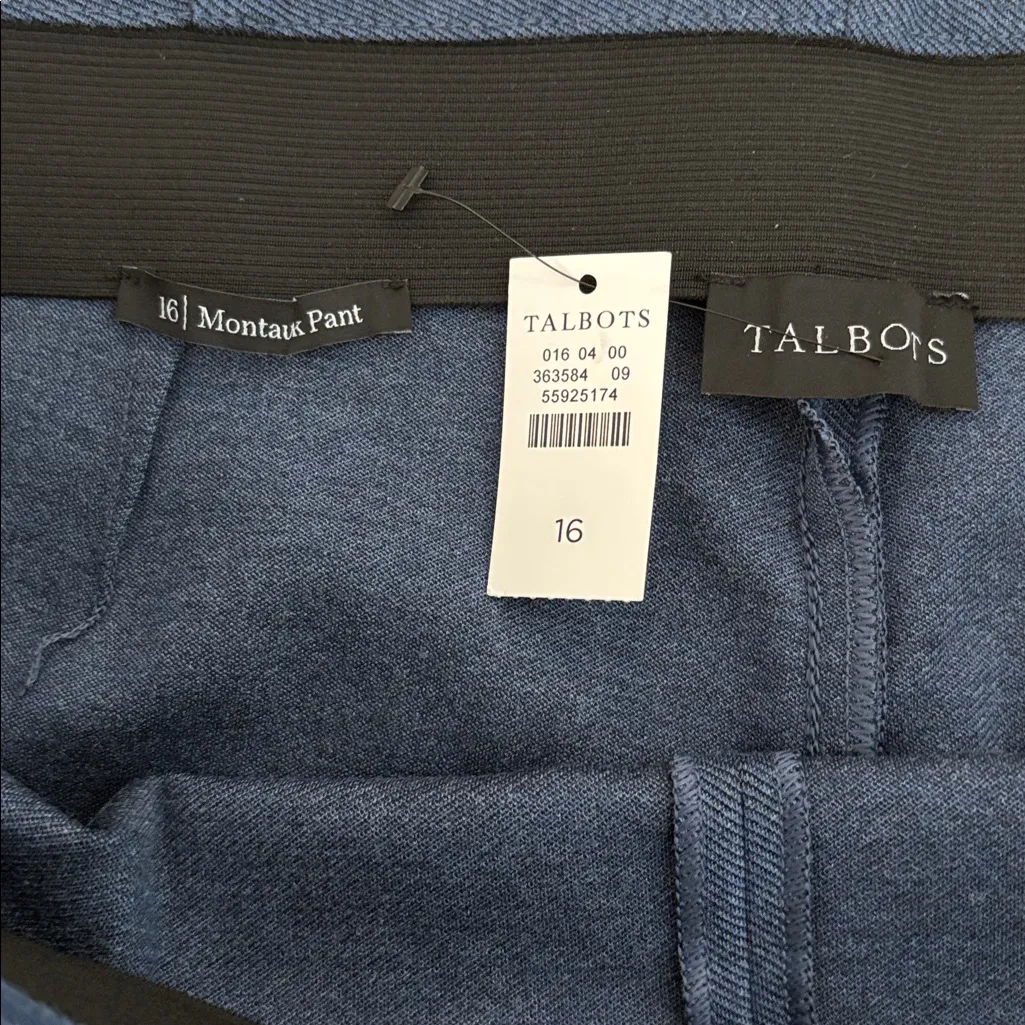 16| Montauk Pant
TALBOTS
016 04 00
363584 09
55925174
16
TALBOTS